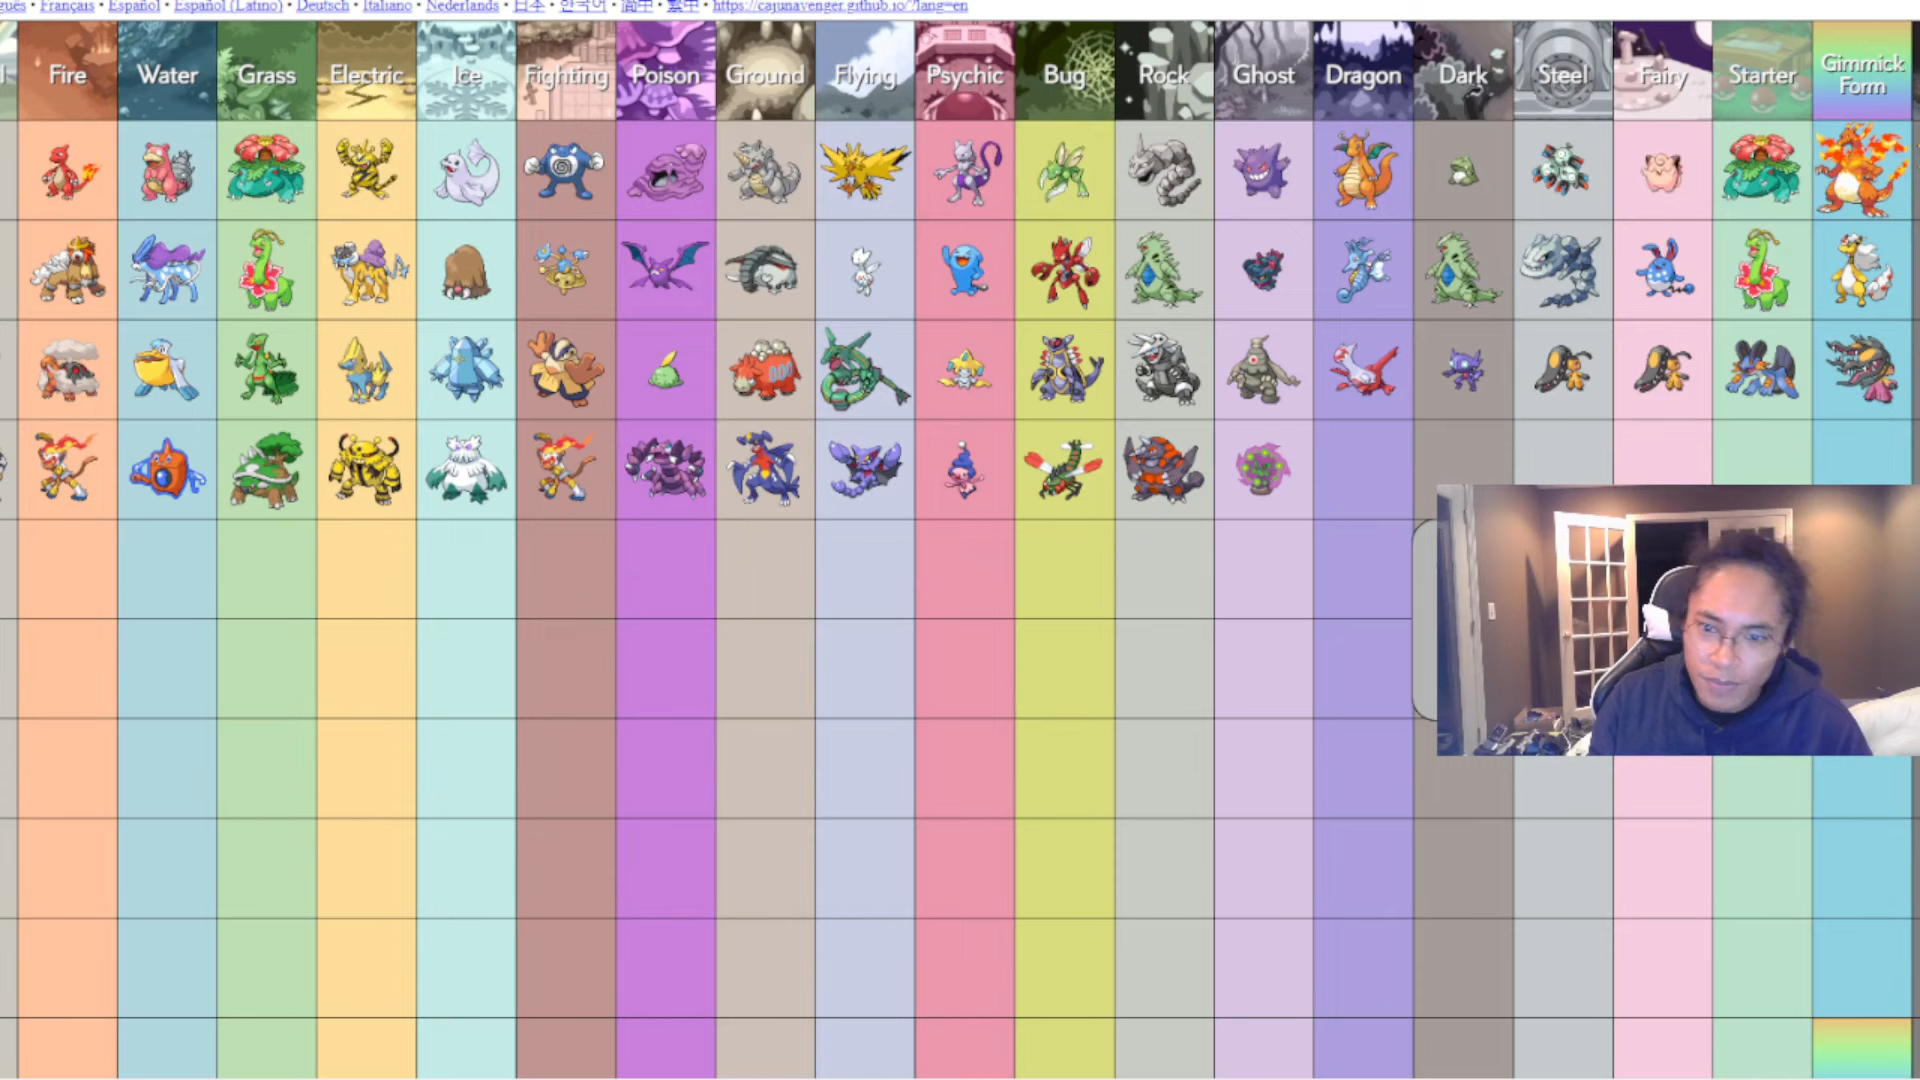 guês • Français • Español • Español (Latino) • Deutsch • Italiano • Nederlands • 日本 • 한국어 • 简中 • 繁中 • https://cajunavenger.github.io/?lang=en
Fire Water Grass Electric Ice Fighting Poison Ground Flying Psychic Bug Rock Ghost Dragon Dark Steel Fairy Starter Gimmick Form
000